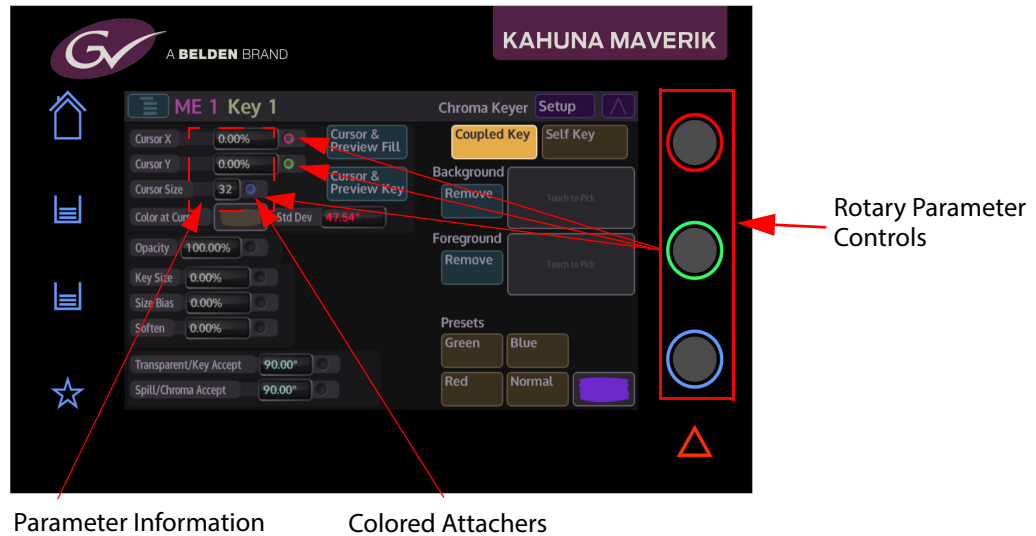 GV
A BELDEN BRAND
KAHUNA MAVERIK
ME 1 Key 1
Chroma Keyer
Setup
Cursor X
0.00%
Cursor &
Preview Fill
Coupled Key
Self Key
Cursor Y
0.00%
Cursor &
Preview Key
Background
Remove
Touch to Pick
Cursor Size
32
Color at Cur
Std Dev
47.54°
Foreground
Remove
Touch to Pick
Opacity
100.00%
Key Size
0.00%
Size Bias
0.00%
Soften
0.00%
Presets
Green
Blue
Red
Normal
Transparent/Key Accept
90.00°
Spill/Chroma Accept
90.00°
Rotary Parameter
Controls
Parameter Information
Colored Attachers